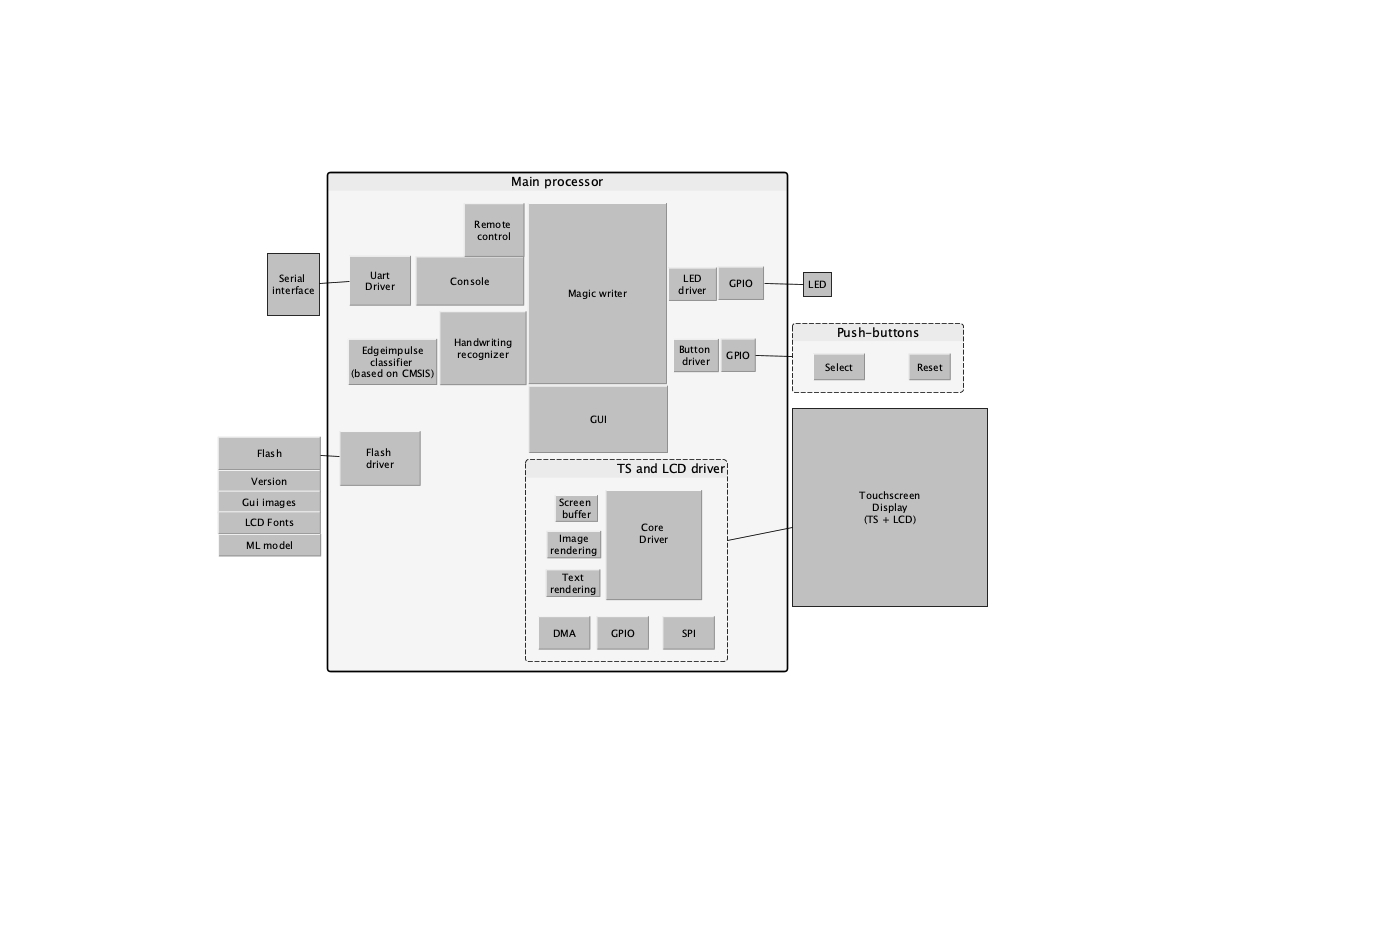 Main processor
Remote
control
Serial
interface
Uart
Driver
Console
Magic writer
LED
driver
GPIO
LED
Edgeimpulse
classifier
(based on CMSIS)
Handwriting
recognizer
Button
driver
GPIO
Push-buttons
Select
Reset
GUI
Flash
Version
Gui images
LCD Fonts
ML model
Flash
driver
TS and LCD driver
Screen
buffer
Image
rendering
Text
rendering
Core
Driver
DMA
GPIO
SPI
Touchscreen
Display
(TS + LCD)